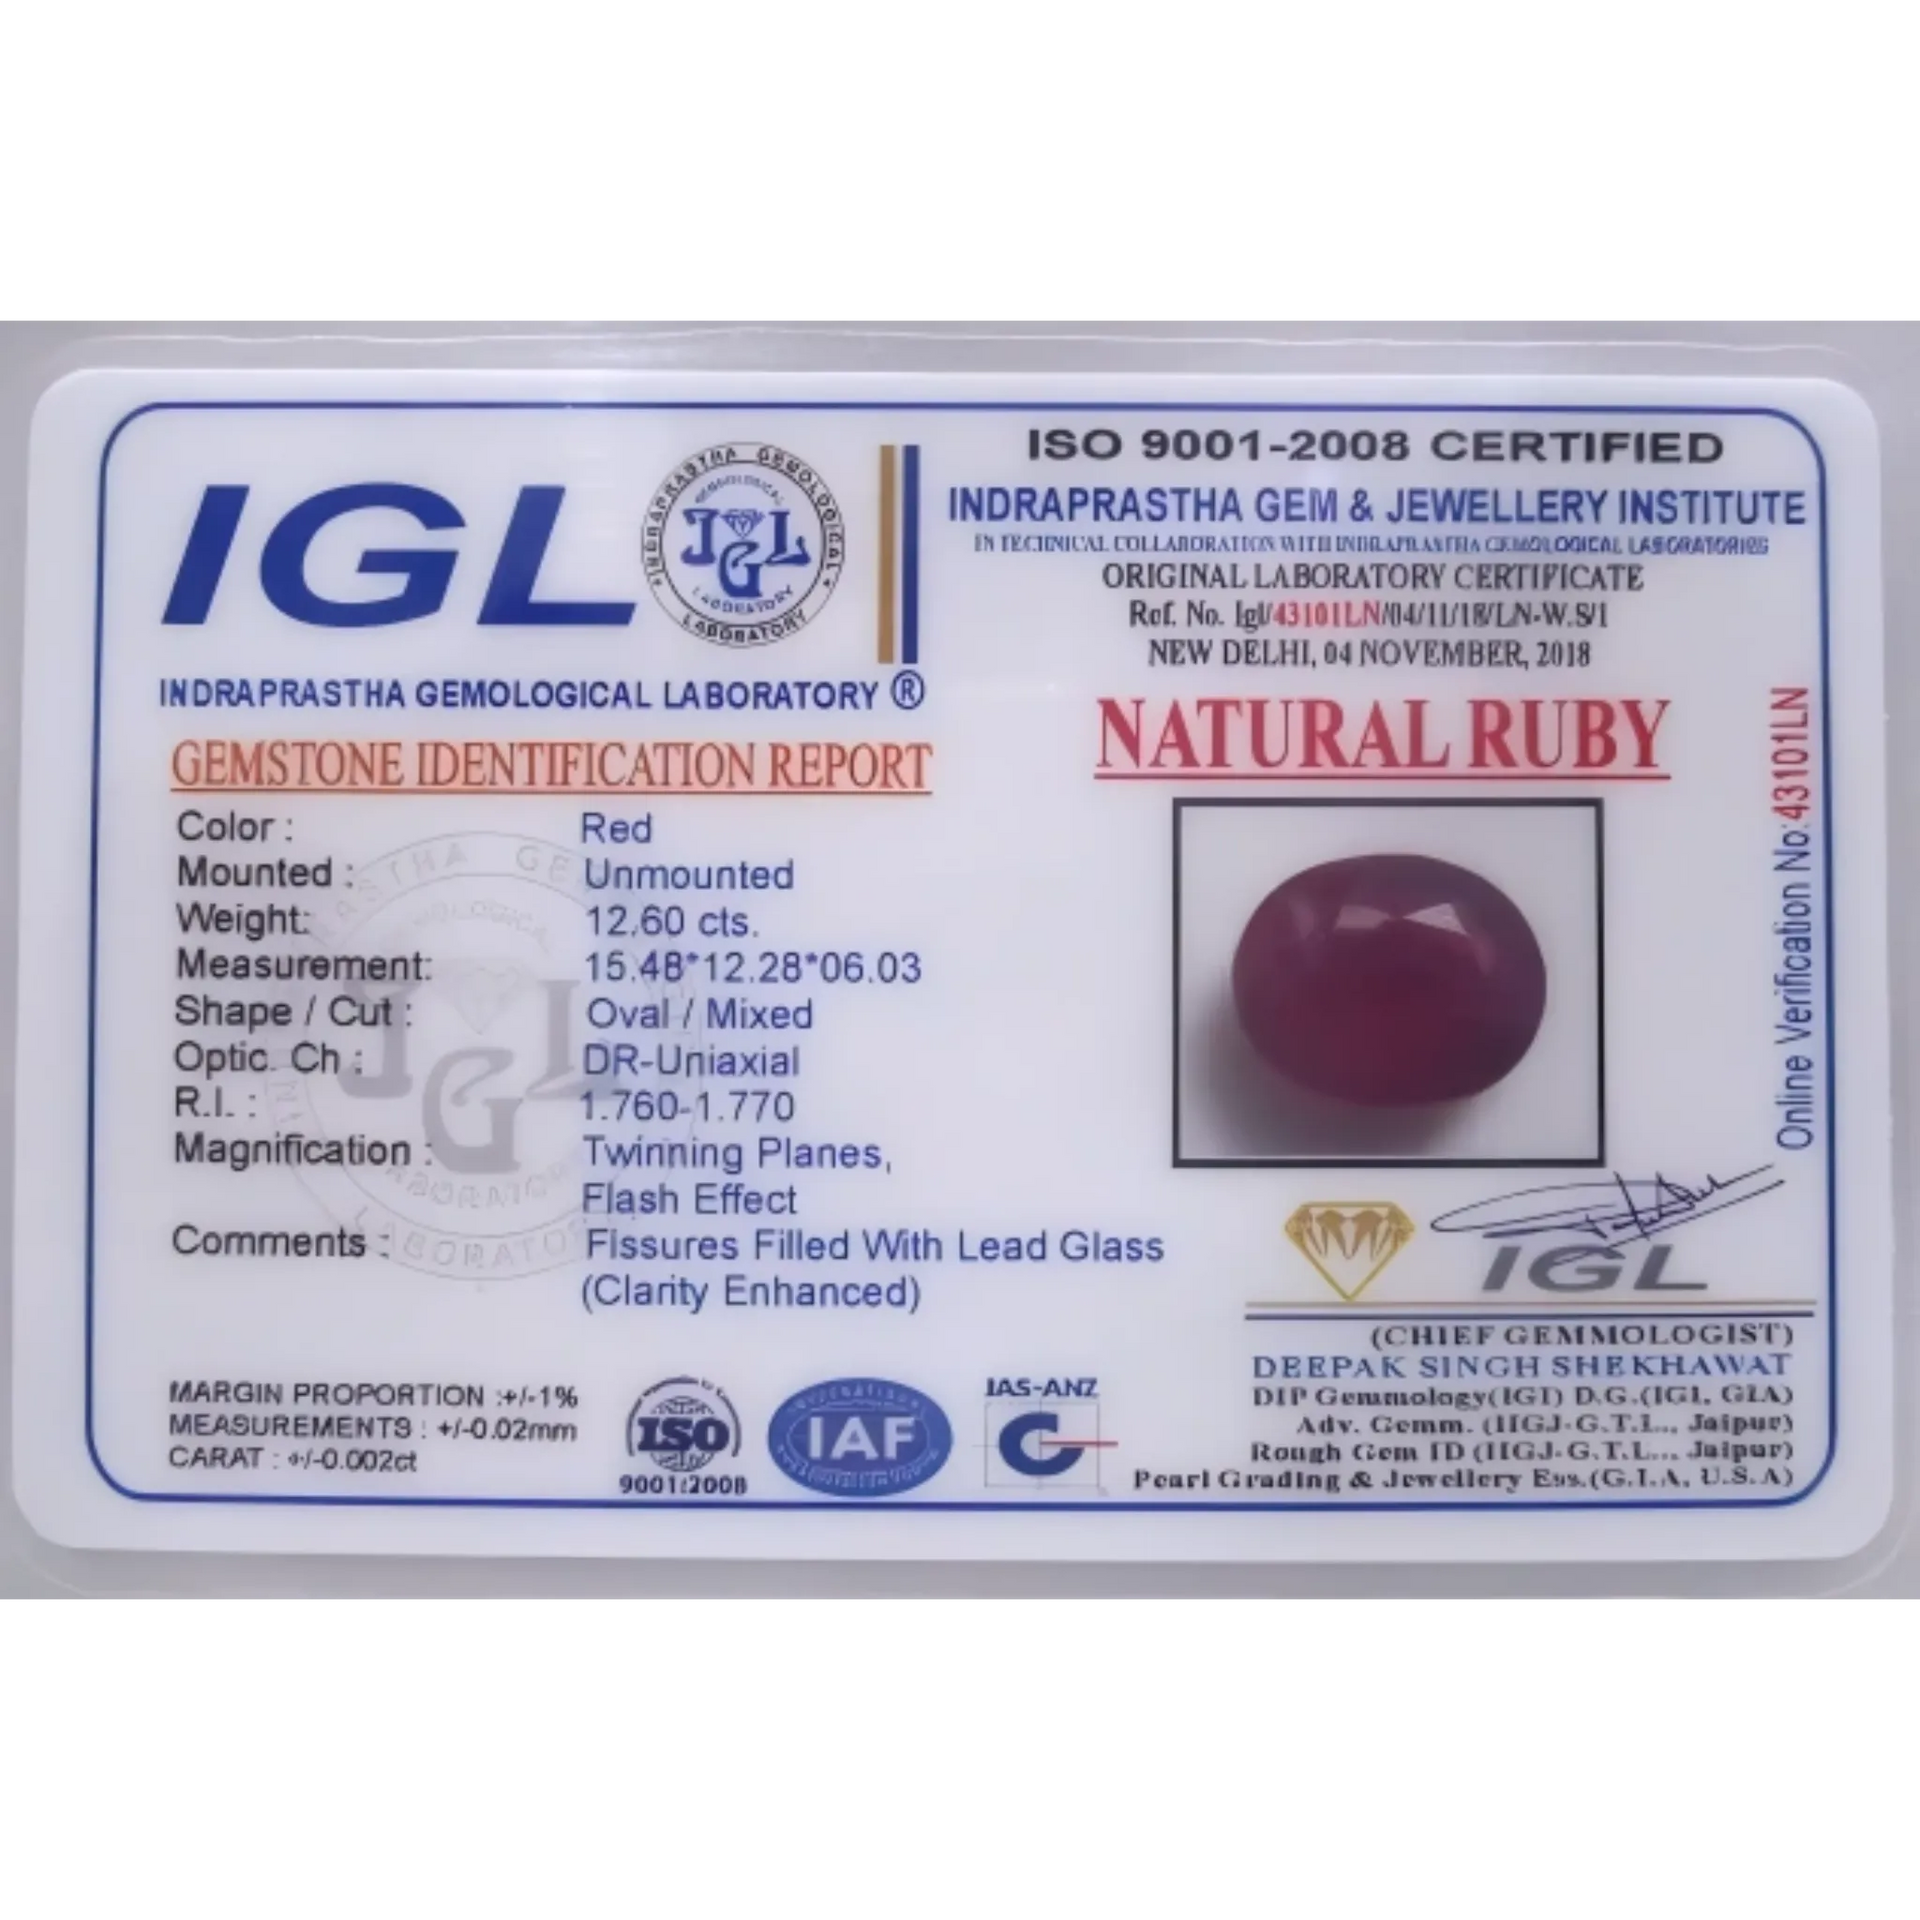 IGL
INDRAPRASTHA GEMOLOGICAL LABORATORY
IGL
GEMOLOGICAL LABORATORY
INDRAPRASTHA GEMOLOGICAL LABORATORY ®
GEMSTONE IDENTIFICATION REPORT
Color : Red
Mounted : Unmounted
Weight: 12.60 cts.
Measurement: 15.48*12.28*06.03
Shape / Cut : Oval / Mixed
Optic. Ch : DR-Uniaxial
R.I. : 1.760-1.770
Magnification : Twinning Planes,
Flash Effect
Comments : Fissures Filled With Lead Glass
(Clarity Enhanced)
MARGIN PROPORTION :+/-1%
MEASUREMENTS : +/-0.02mm
CARAT : +/-0.002ct
ISO
9001:2008
IAF
IAS-ANZ
ISO 9001-2008 CERTIFIED
INDRAPRASTHA GEM & JEWELLERY INSTITUTE
IN TECHNICAL COLLABORATION WITH INDRAPRASTHA GEMOLOGICAL LABORATORIES
ORIGINAL LABORATORY CERTIFICATE
Ref. No. Igl/43101LN/04/11/18/LN-W.S/1
NEW DELHI, 04 NOVEMBER, 2018
NATURAL RUBY
Online Verification No:43101LN
IGL
(CHIEF GEMMOLOGIST)
DEEPAK SINGH SHEKHAWAT
DIP Gemmology(IGI) D.G.(IGI, GIA)
Adv. Gemm. (IIGJ-G.T.L.., Jaipur)
Rough Gem ID (IIGJ-G.T.L..., Jaipur)
Pearl Grading & Jewellery Ess.(G.I.A, U.S.A)